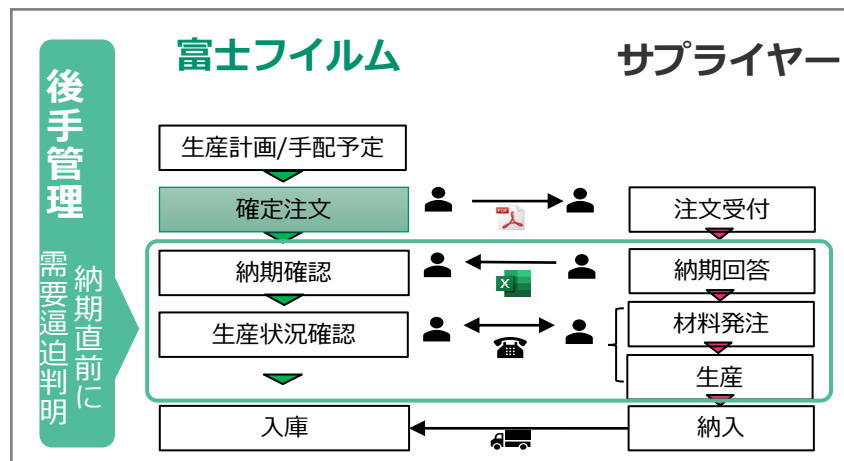 富士フイルム
サプライヤー
後手管理
納期直前に
需要逼迫判明
生産計画/手配予定
確定注文
注文受付
納期確認
納期回答
生産状況確認
材料発注
生産
入庫
納入
PDF
X